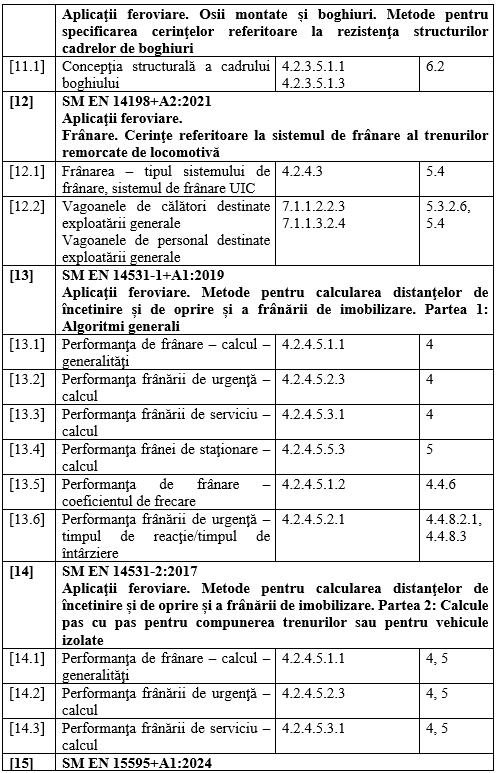 Aplicații feroviare. Osii montate și boghiuri. Metode pentru
specificarea cerințelor referitoare la rezistența structurilor
cadrelor de boghiuri
[11.1] Concepția structurală a cadrului 4.2.3.5.1.1 6.2
boghiului 4.2.3.5.1.3
[12] SM EN 14198+A2:2021
Aplicații feroviare.
Frânare. Cerințe referitoare la sistemul de frânare al trenurilor
remorcate de locomotivă
[12.1] Frânarea – tipul sistemului de 4.2.4.3 5.4
frânare, sistemul de frânare UIC
[12.2] Vagoanele de călători destinate 7.1.1.2.2.3 5.3.2.6,
exploatării generale 7.1.1.3.2.4 5.4
Vagoanele de personal destinate
exploatării generale
[13] SM EN 14531-1+A1:2019
Aplicații feroviare. Metode pentru calcularea distanțelor de
încetinire și de oprire și a frânării de imobilizare. Partea 1:
Algoritmi generali
[13.1] Performanța de frânare – calcul – 4.2.4.5.1.1 4
generalități
[13.2] Performanța frânării de urgență – 4.2.4.5.2.3 4
calcul
[13.3] Performanța frânării de serviciu – 4.2.4.5.3.1 4
calcul
[13.4] Performanța frânei de staționare – 4.2.4.5.5.3 5
calcul
[13.5] Performanța de frânare – 4.2.4.5.1.2 4.4.6
coeficientul de frecare
[13.6] Performanța frânării de urgență – 4.2.4.5.2.1 4.4.8.2.1,
timpul de reacție/timpul de 4.4.8.3
întârziere
[14] SM EN 14531-2:2017
Aplicații feroviare. Metode pentru calcularea distanțelor de
încetinire și de oprire și a frânării de imobilizare. Partea 2: Calcule
pas cu pas pentru compunerea trenurilor sau pentru vehicule
izolate
[14.1] Performanța de frânare – calcul – 4.2.4.5.1.1 4, 5
generalități
[14.2] Performanța frânării de urgență – 4.2.4.5.2.3 4, 5
calcul
[14.3] Performanța frânării de serviciu – 4.2.4.5.3.1 4, 5
calcul
[15] SM EN 15595+A1:2024